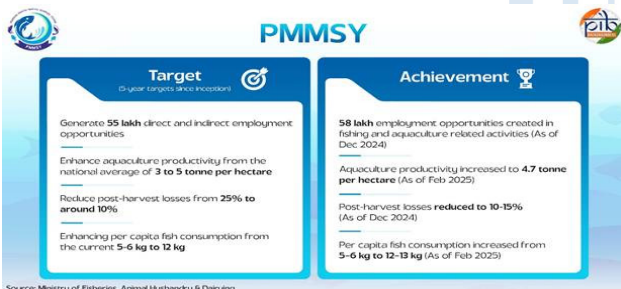 PMMSY
pib
PMMSY
Target
(5-year targets since inception)
Generate 55 lakh direct and indirect employment
opportunities
Enhance aquaculture productivity from the
national average of 3 to 5 tonne per hectare
Reduce post-harvest losses from 25% to
around 10%
Enhancing per capita fish consumption from
the current 5-6 kg to 12 kg
Achievement
58 lakh employment opportunities created in
fishing and aquaculture related activities (As of
Dec 2024)
Aquaculture productivity increased to 4.7 tonne
per hectare (As of Feb 2025)
Post-harvest losses reduced to 10-15%
(As of Dec 2024)
Per capita fish consumption increased from
5-6 kg to 12-13 kg (As of Feb 2025)
Source: Ministry of Fisheries, Animal Husbandry & Dairying